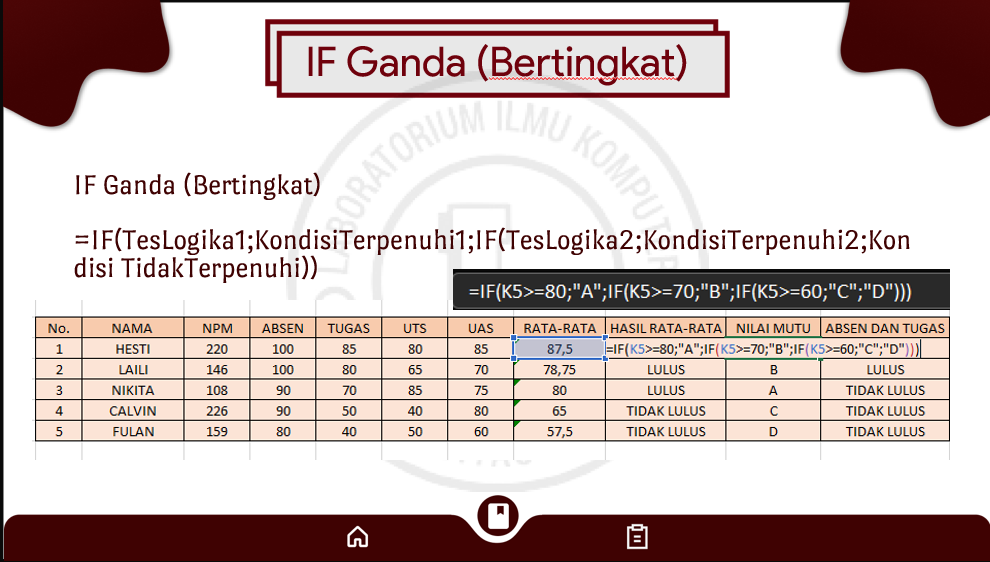 IF Ganda (Bertingkat)
LABORATORIUM ILMU KOMPUTER
IF Ganda (Bertingkat)
=IF(TesLogika1;KondisiTerpenuhi1;IF(TesLogika2;KondisiTerpenuhi2;Kon
disi TidakTerpenuhi))
=IF(K5>=80;"A";IF(K5>=70;"B";IF(K5>=60;"C";"D")))
No. NAMA NPM ABSEN TUGAS UTS UAS RATA-RATA HASIL RATA-RATA NILAI MUTU ABSEN DAN TUGAS
1 HESTI 220 100 85 80 85 87,5 =IF(K5>=80;"A";IF(K5>=70;"B";IF(K5>=60;"C";"D")))
2 LAILI 146 100 80 65 70 78,75 LULUS B LULUS
3 NIKITA 108 90 70 85 75 80 LULUS A TIDAK LULUS
4 CALVIN 226 90 50 40 80 65 TIDAK LULUS C TIDAK LULUS
5 FULAN 159 80 40 50 60 57,5 TIDAK LULUS D TIDAK LULUS